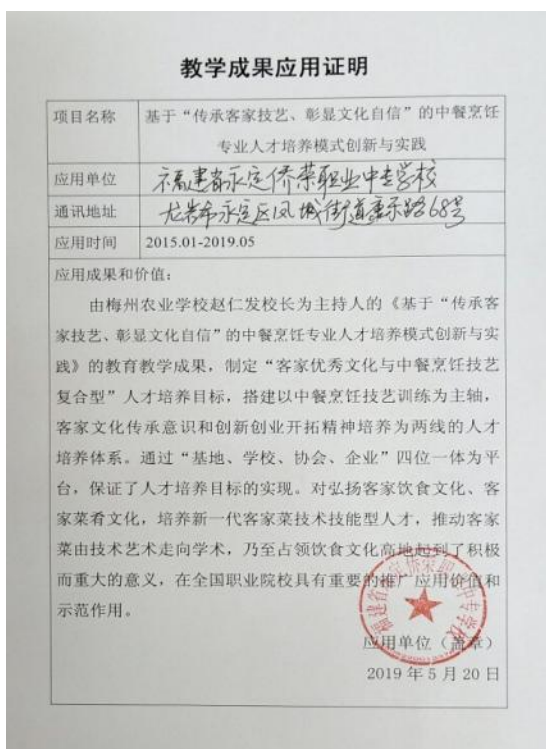 教学成果应用证明
项目名称 基于“传承客家技艺、彰显文化自信”的中餐烹饪
专业人才培养模式创新与实践
应用单位 福建省永定侨荣职业中专学校
通讯地址 龙岩市永定区凤城街道 路68号
应用时间 2015.01-2019.05
应用成果和价值:
由梅州农业学校赵仁发校长为主持人的《基于“传承客
家技艺、彰显文化自信”的中餐烹饪专业人才培养模式创新与实
践》的教育教学成果，制定“客家优秀文化与中餐烹饪技艺
复合型”人才培养目标，搭建以中餐烹饪技艺训练为主轴，
客家文化传承意识和创新创业开拓精神培养为两线的人才
培养体系。通过“基地、学校、协会、企业”四位一体为平
台，保证了人才培养目标的实现。对弘扬客家饮食文化、客
家菜肴文化，培养新一代客家菜技术技能型人才，推动客家
菜由技术艺术走向学术，乃至占领饮食文化高地起到了积极
而重大的意义，在全国职业院校具有重要的推广应用价值和
示范作用。
福建省永定侨荣职业中专学校
应用单位（盖章）
2019年5月20日